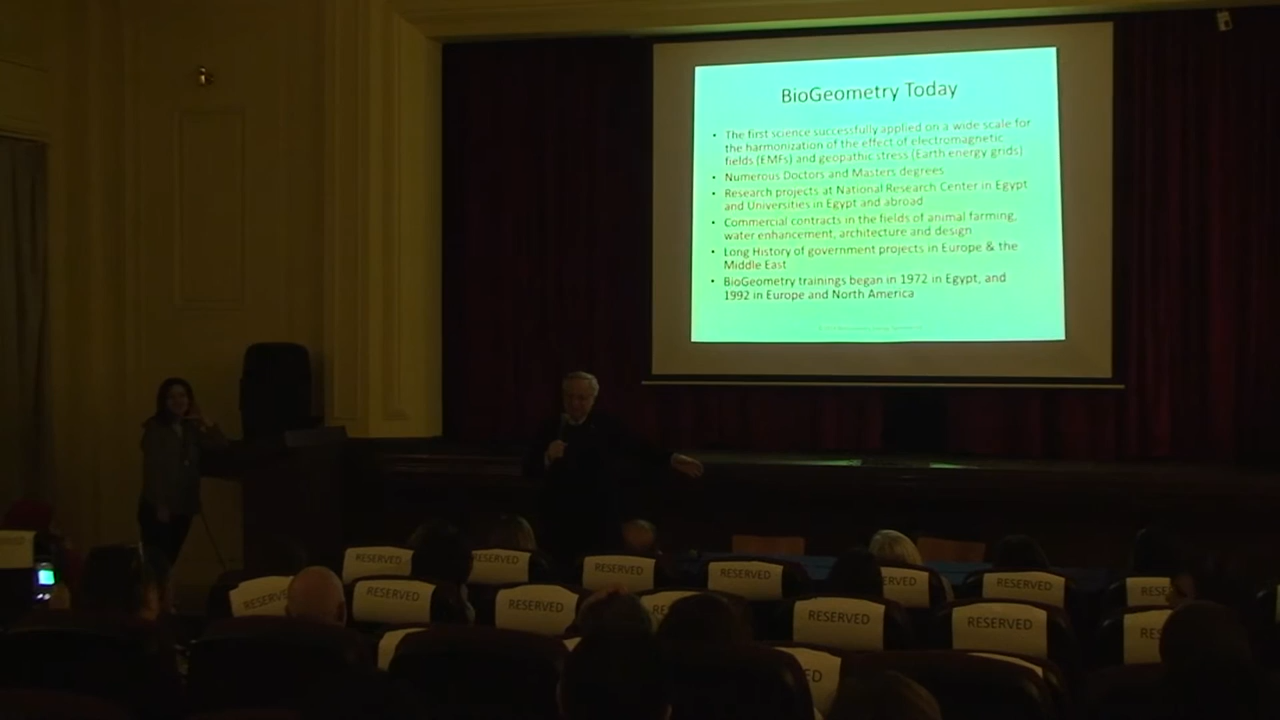 BioGeometry Today
• The first science successfully applied on a wide scale for
the harmonization of the effect of electromagnetic
fields (EMFs) and geopathic stress (Earth energy grids)
• Numerous Doctors and Masters degrees
• Research projects at National Research Center in Egypt
and Universities in Egypt and abroad
• Commercial contracts in the fields of animal farming,
water enhancement, architecture and design
• Long History of government projects in Europe & the
Middle East
• BioGeometry trainings began in 1972 in Egypt, and
1992 in Europe and North America
RESERVED
RESERVED
RESERVED
RESERVED
RESERVED
RESERVED
RESERVED
RESERVED
RESERVED